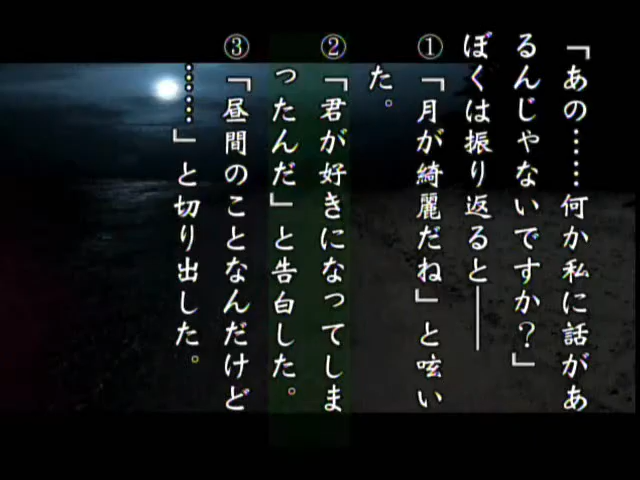 「あの……何か私に話があ
るんじゃないですか？」
ぼくは振り返ると――
①「月が綺麗だね」と呟い
た。
②「君が好きになってしま
ったんだ」と告白した。
③「昼間のことなんだけど
……」と切り出した。